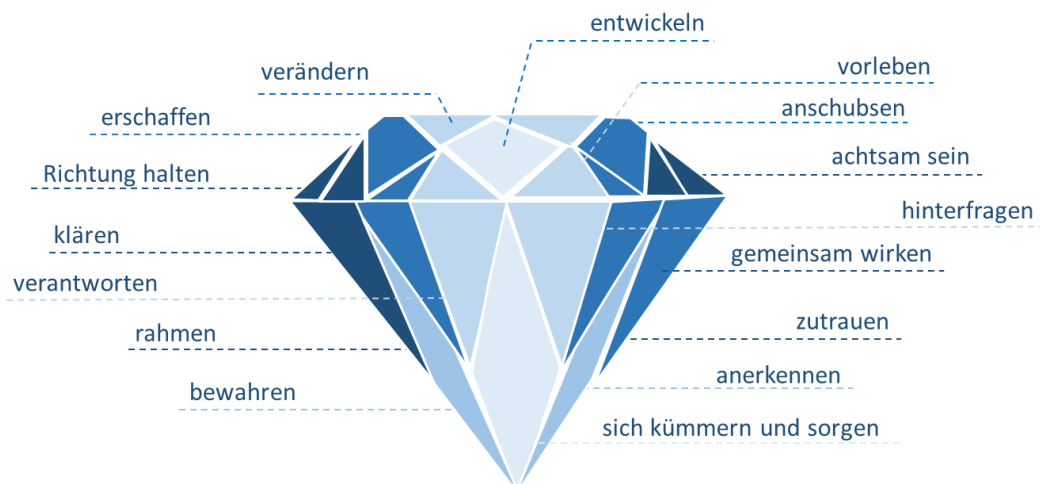 entwickeln
verändern
vorleben
erschaffen
anschubsen
Richtung halten
achtsam sein
klären
hinterfragen
verantworten
gemeinsam wirken
rahmen
zutrauen
bewahren
anerkennen
sich kümmern und sorgen